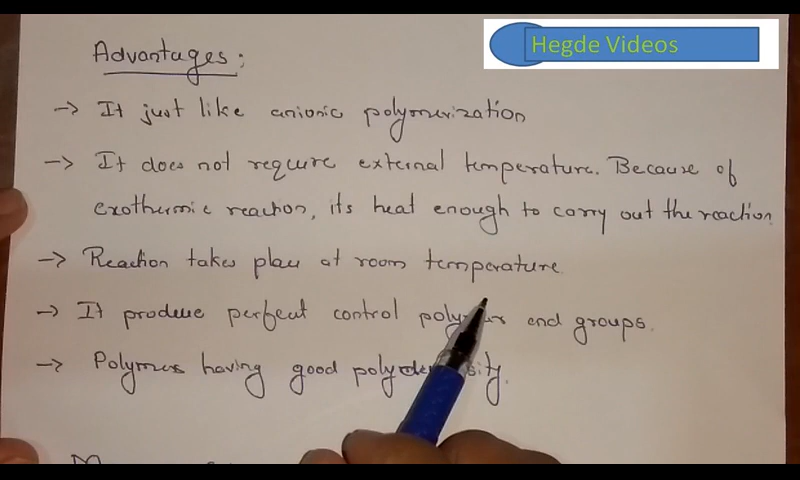 Hegde Videos
Advantages:
→ It just like anionic polymerization
→ It does not require external temperature. Because of
exothermic reaction, its heat enough to carry out the reaction
→ Reaction takes place at room temperature
→ It produce perfect control end groups.
→ Polymers having good